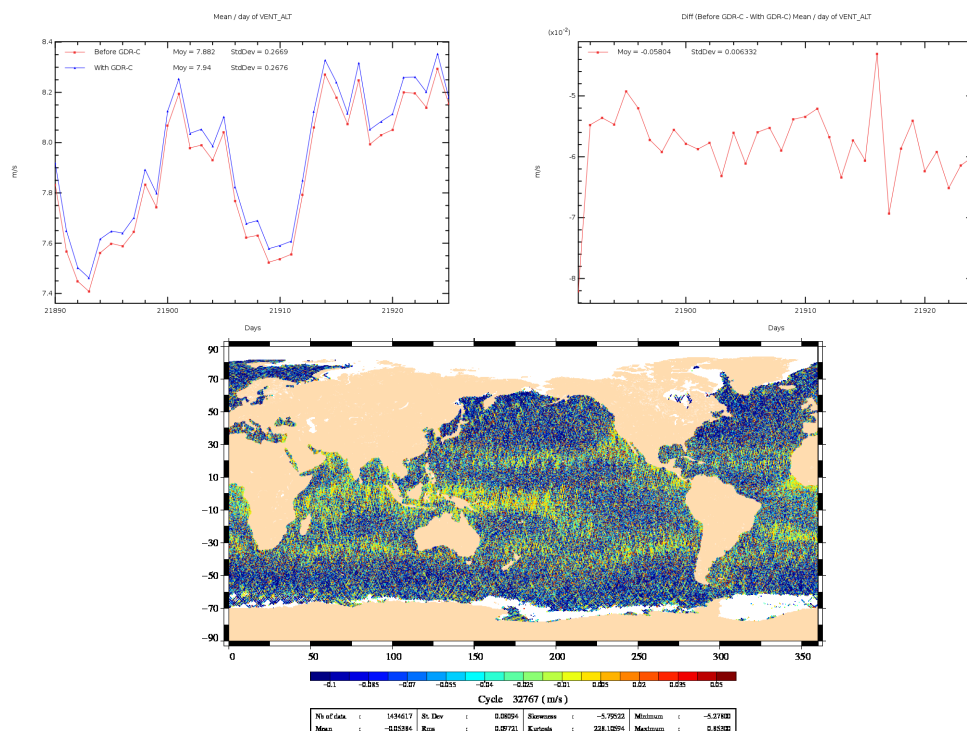 Mean / day of VENT_ALT
Before GDR-C Moy = 7.882 StdDev = 0.2669
With GDR-C Moy = 7.94 StdDev = 0.2676
8.4
8.2
8.0
7.8
7.6
7.4
m/s
21890 21900 21910 21920
Days
Diff (Before GDR-C - With GDR-C) Mean / day of VENT_ALT
(x10⁻²)
Moy = -0.05804 StdDev = 0.006332
-5
-6
-7
-8
m/s
21900 21910 21920
Days
90
70
50
30
10
-10
-30
-50
-70
-90
0 50 100 150 200 250 300 350
-0.1 -0.085 -0.07 -0.055 -0.04 -0.025 -0.01 0.005 0.02 0.035 0.05
Cycle 32767 ( m/s )
Nb of data : 1434617 St. Dev : 0.08094 Skewness : -5.79522 Minimum : -5.27800
Mean : -0.05384 Rms : 0.09721 Kurtosis : 228.10594 Maximum : 0.85300